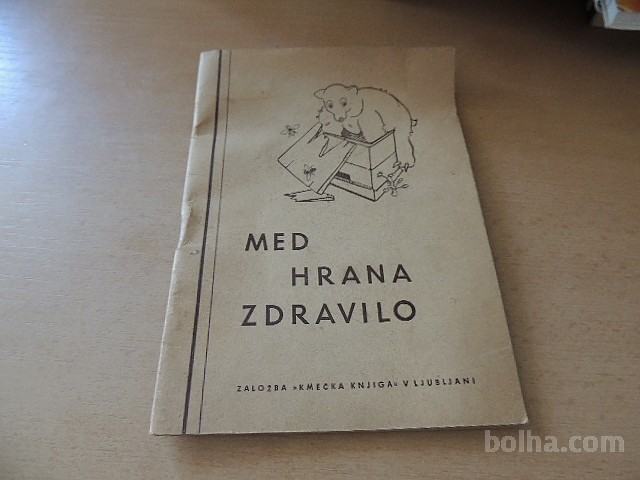 MED
HRANA
ZDRAVILO
ZALOŽBA »KMEČKA KNJIGA« V LJUBLJANI
bolha.com